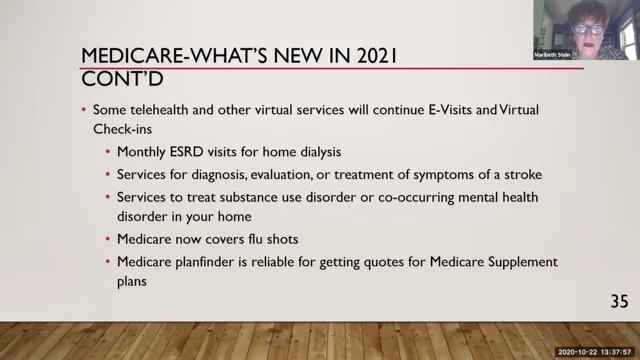 Maribeth Stein
MEDICARE-WHAT'S NEW IN 2021
CONT'D
• Some telehealth and other virtual services will continue E-Visits and Virtual
Check-ins
• Monthly ESRD visits for home dialysis
• Services for diagnosis, evaluation, or treatment of symptoms of a stroke
• Services to treat substance use disorder or co-occurring mental health
disorder in your home
• Medicare now covers flu shots
• Medicare planfinder is reliable for getting quotes for Medicare Supplement
plans
35
2020-10-22 13:37:57